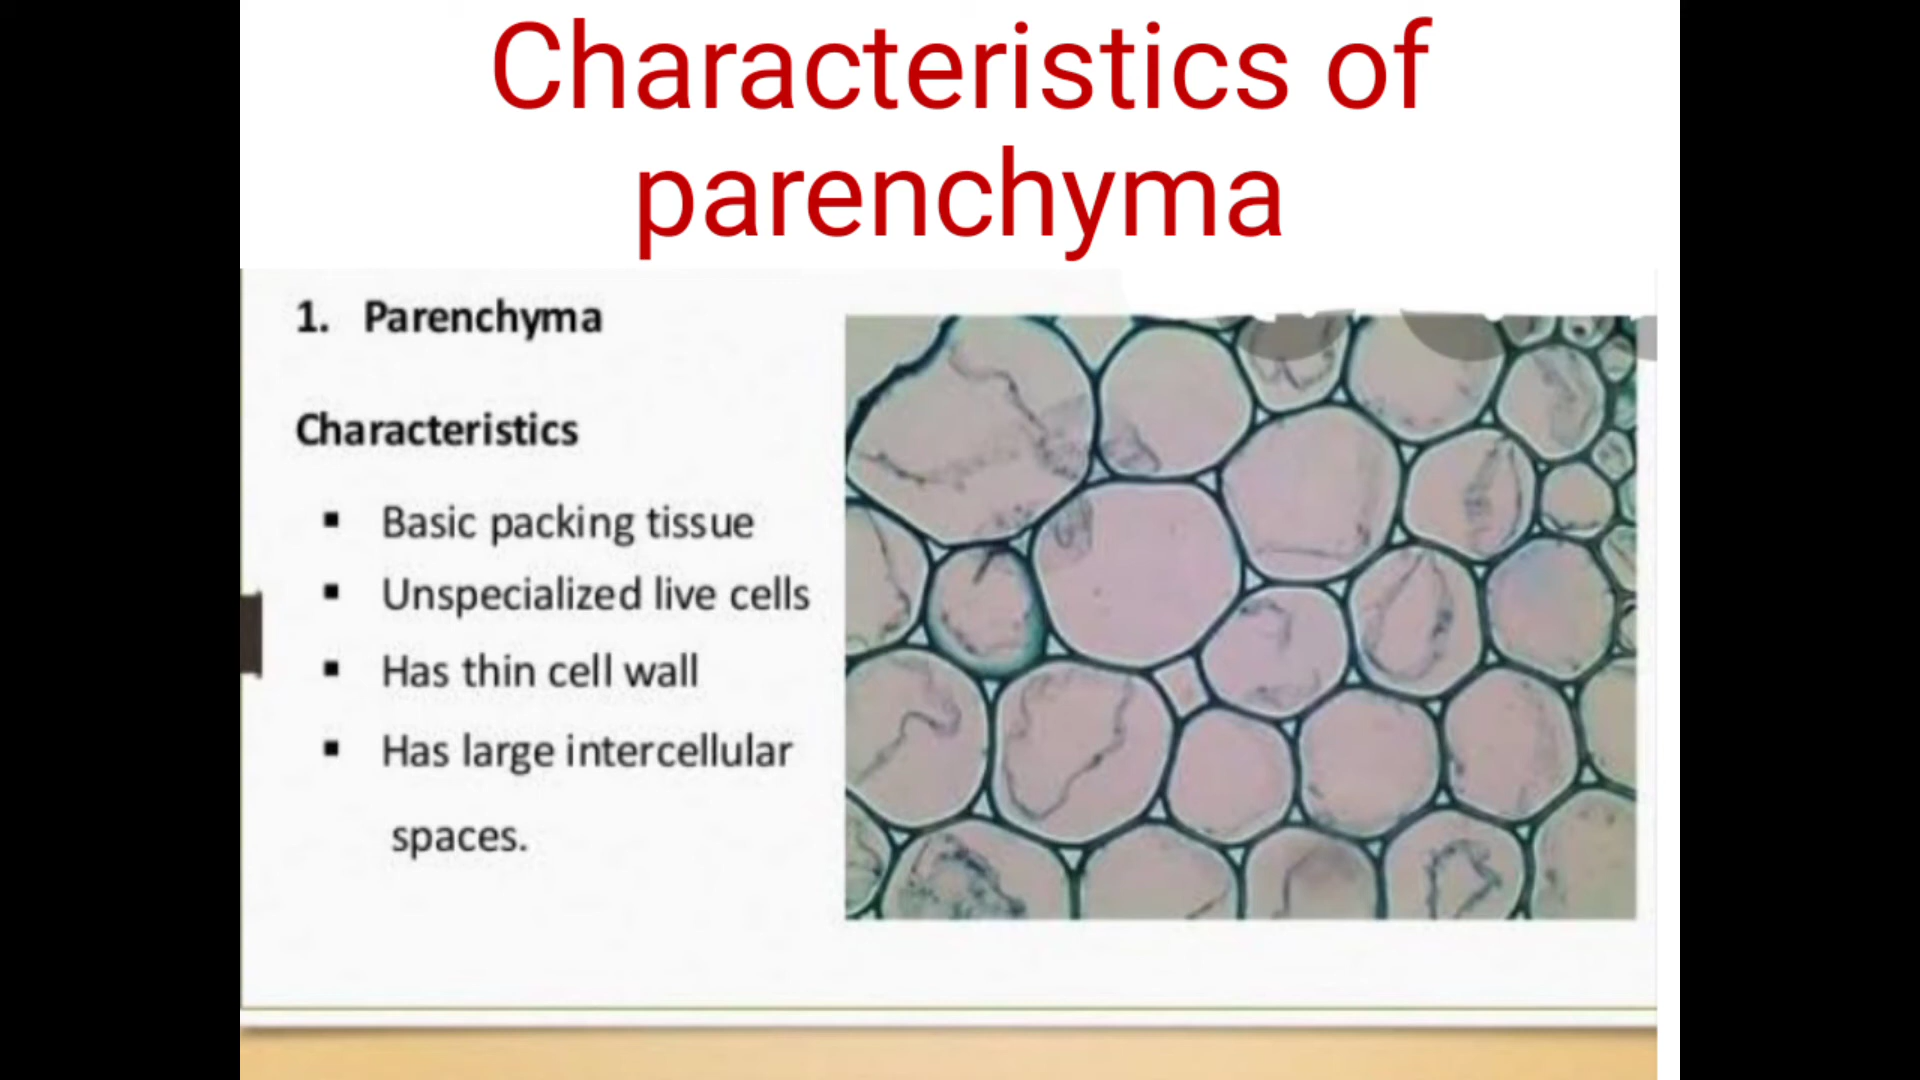 Characteristics of
parenchyma
1. Parenchyma
Characteristics
▪ Basic packing tissue
▪ Unspecialized live cells
▪ Has thin cell wall
▪ Has large intercellular
spaces.